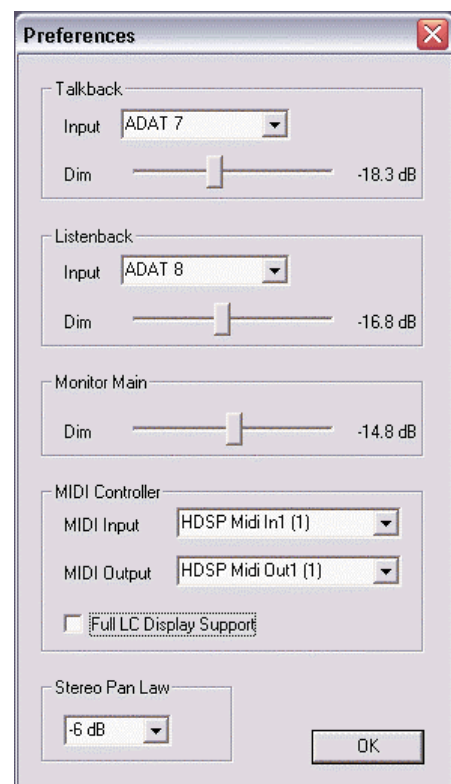 Preferences
Talkback
Input ADAT 7
Dim -18.3 dB
Listenback
Input ADAT 8
Dim -16.8 dB
Monitor Main
Dim -14.8 dB
MIDI Controller
MIDI Input HDSP Midi In1 (1)
MIDI Output HDSP Midi Out1 (1)
Full LC Display Support
Stereo Pan Law
-6 dB
OK